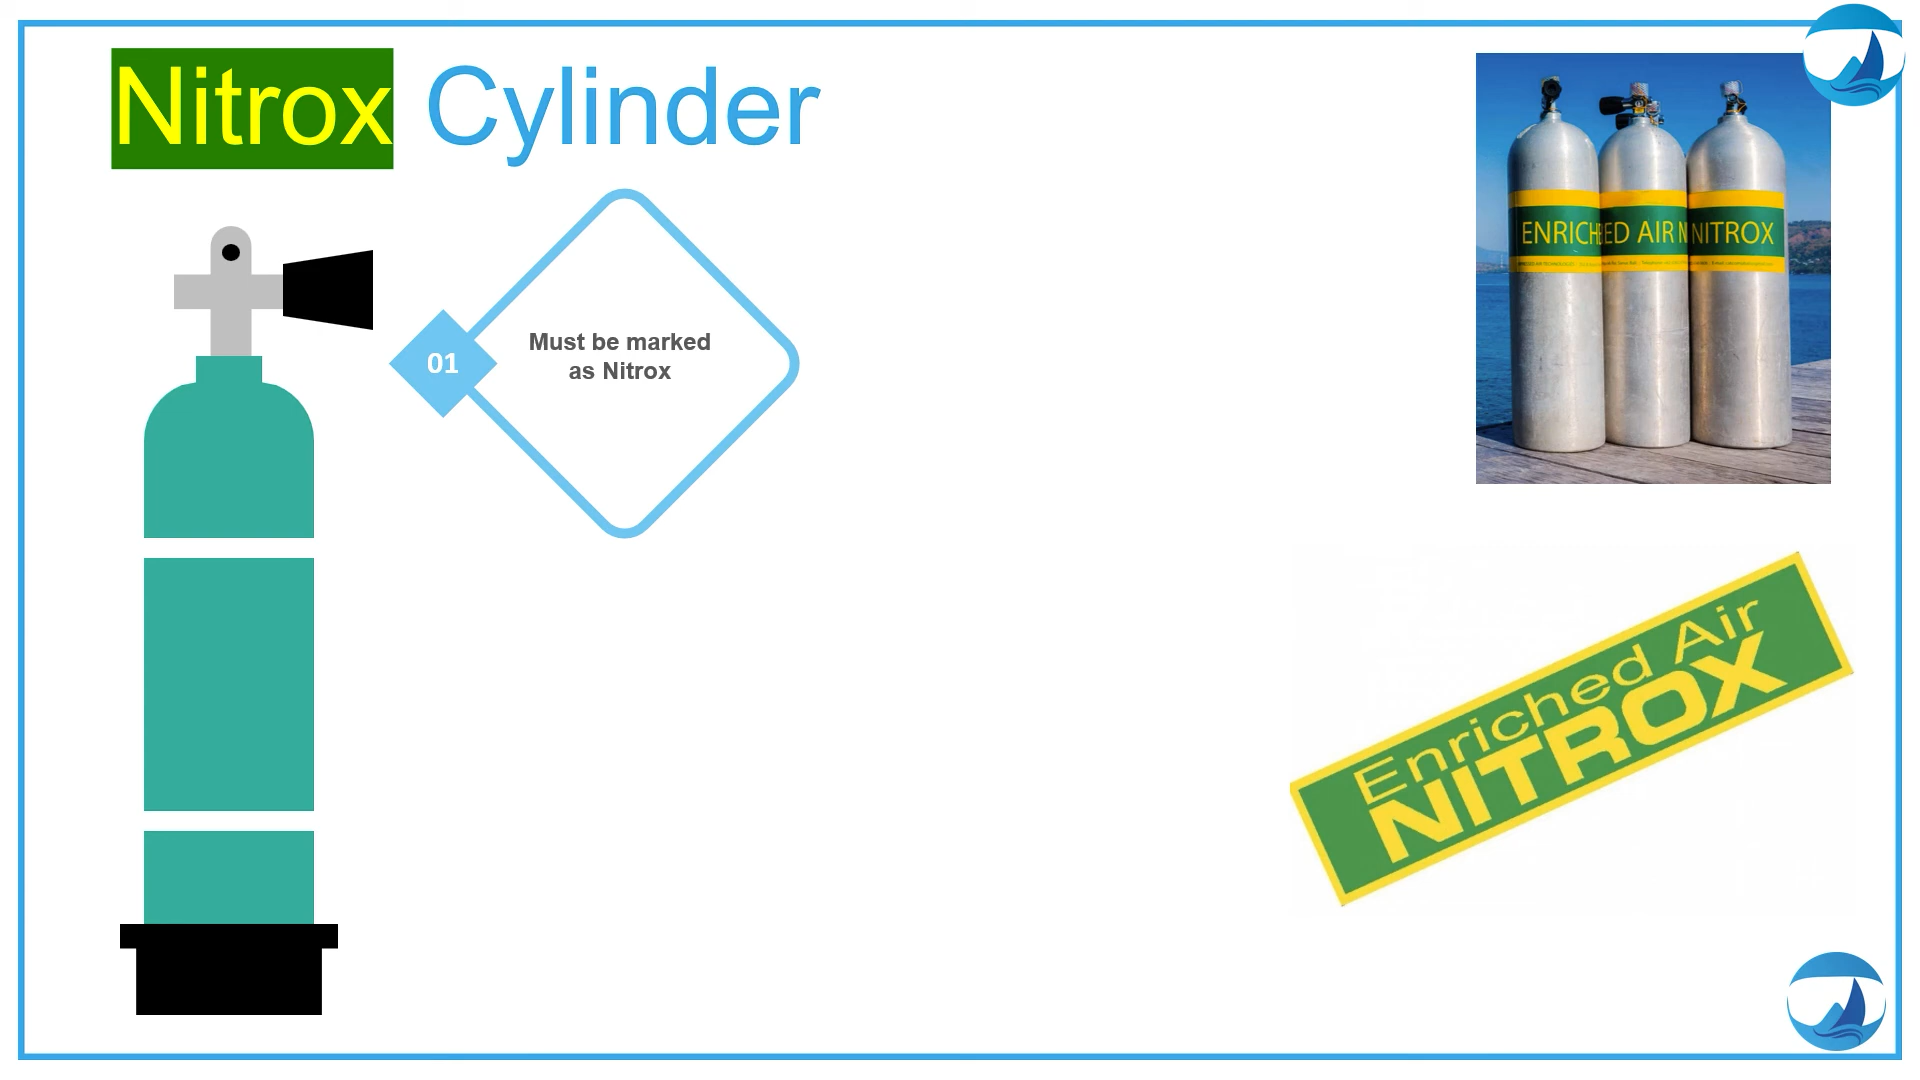 Nitrox Cylinder
01
Must be marked
as Nitrox
ENRICHED AIR NITROX
Enriched Air
NITROX